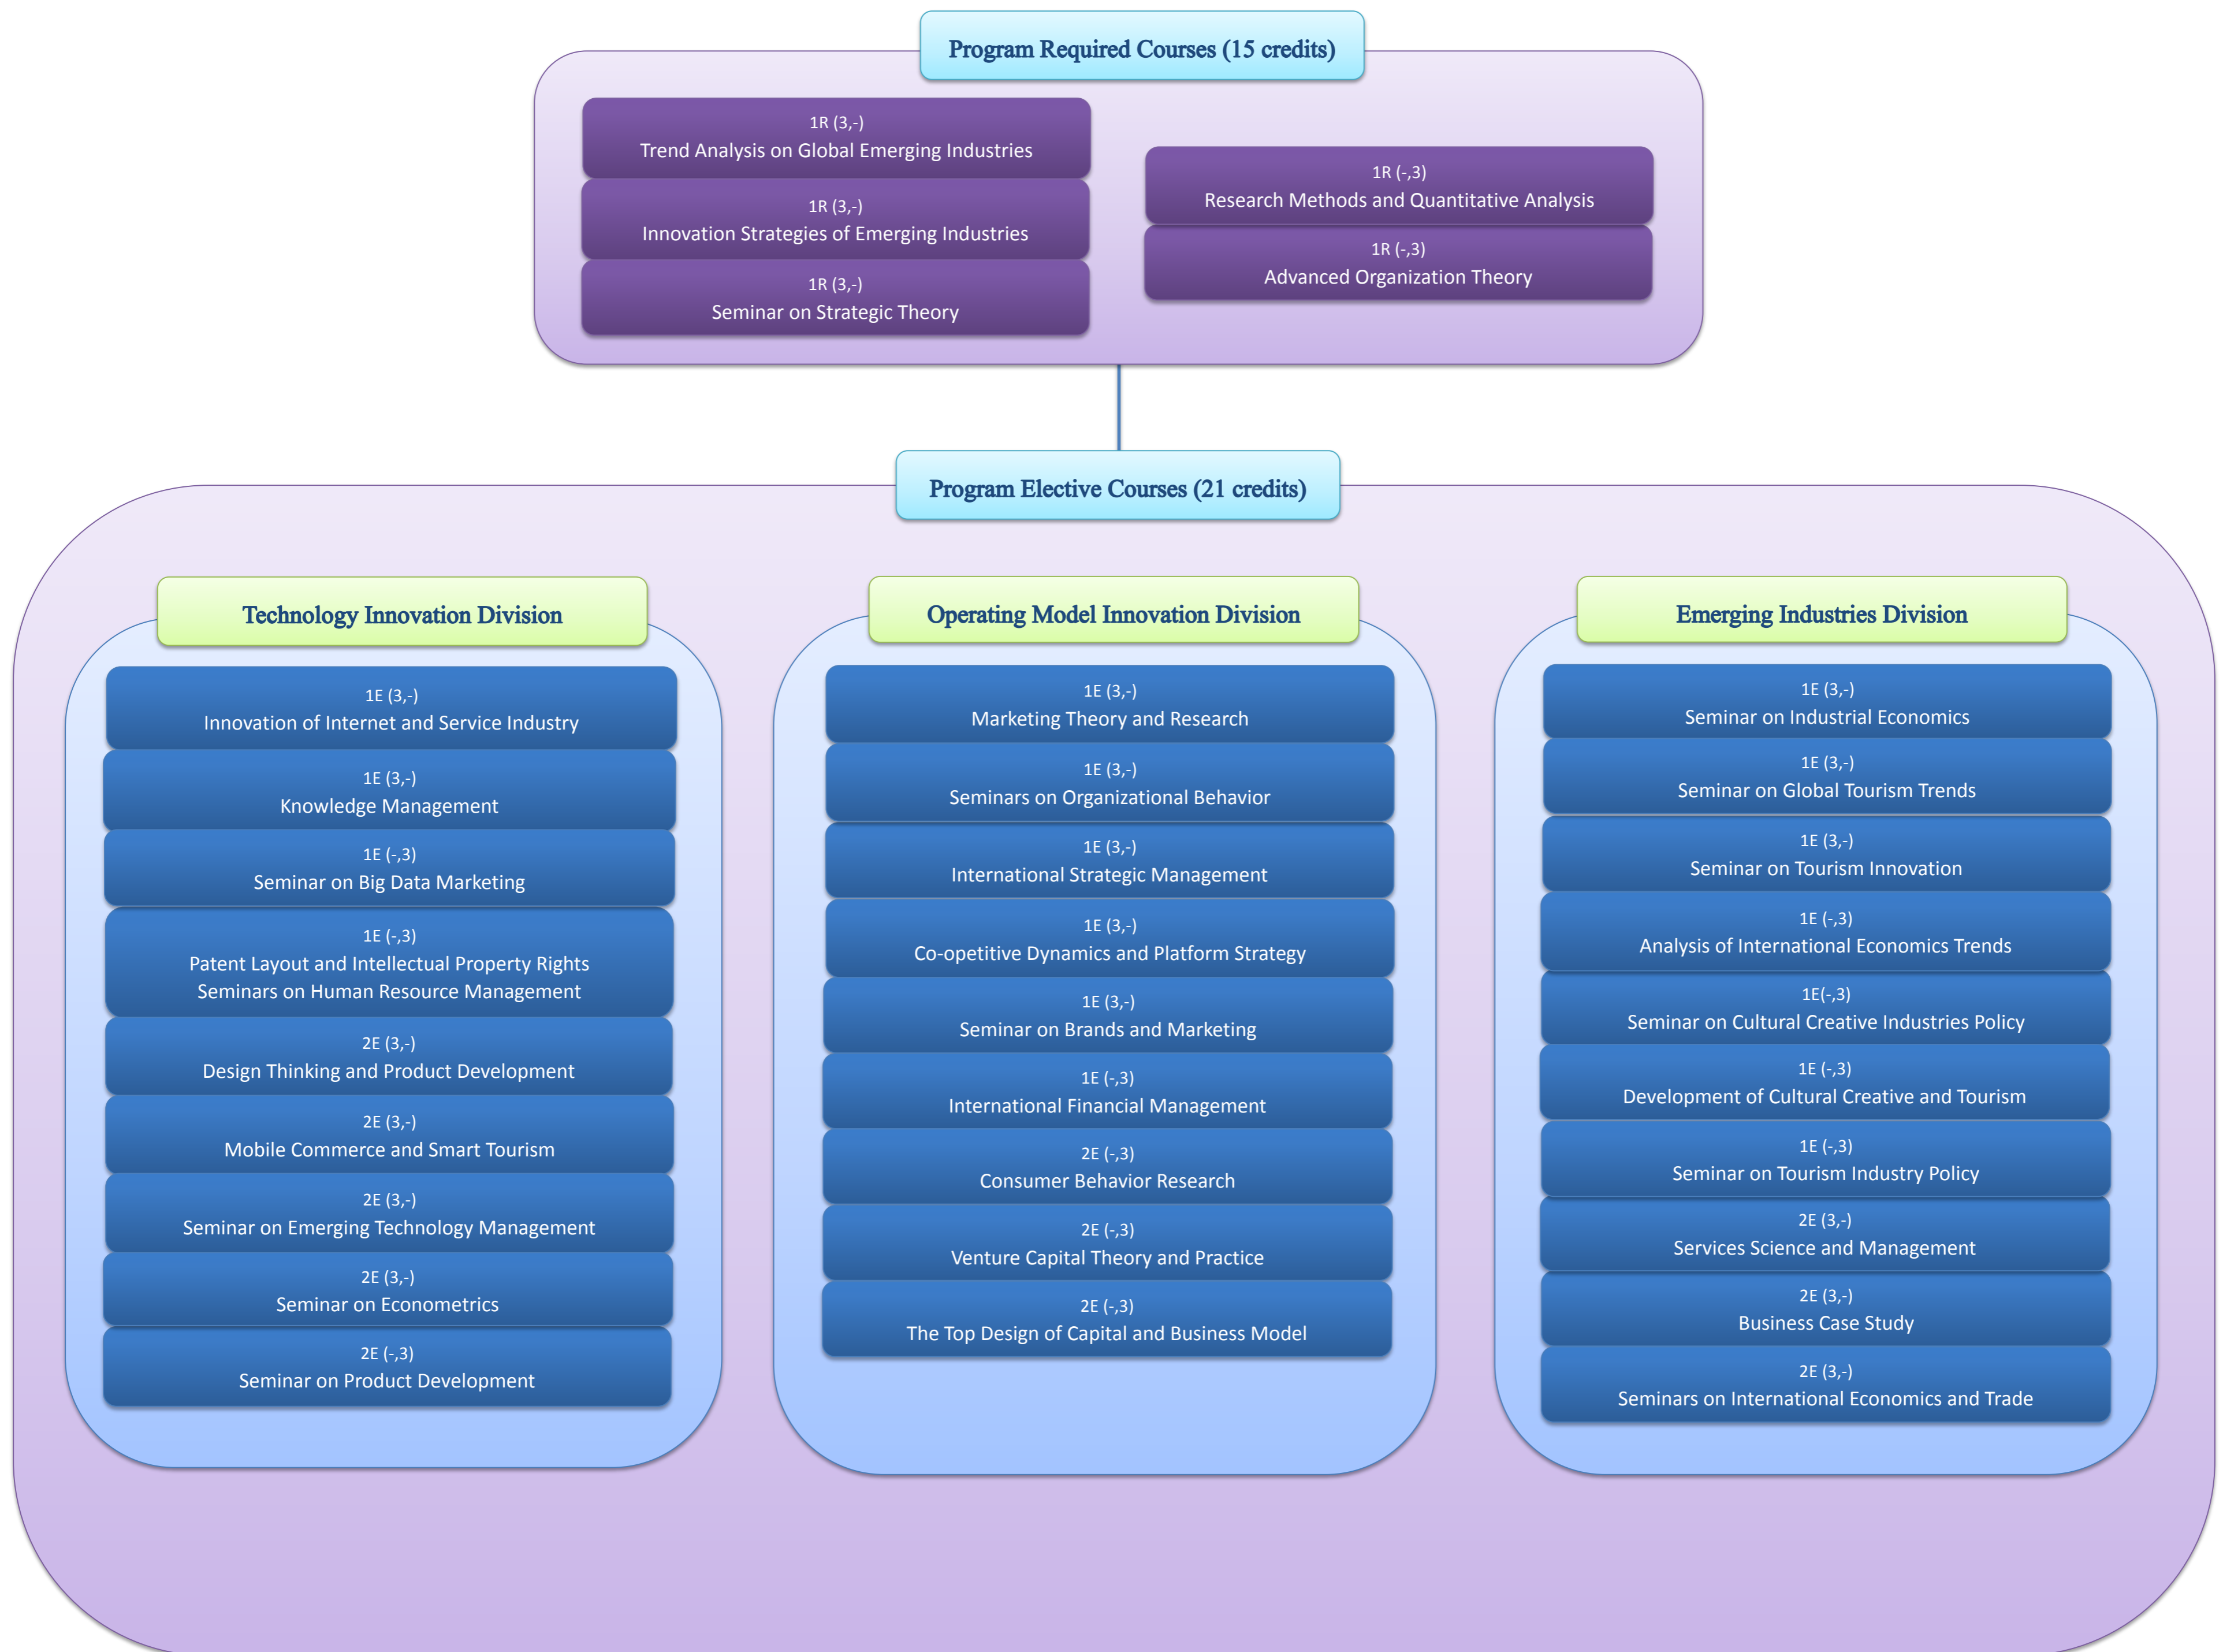 Program Required Courses (15 credits)
1R (3,-)
Trend Analysis on Global Emerging Industries
1R (3,-)
Innovation Strategies of Emerging Industries
1R (3,-)
Seminar on Strategic Theory
1R (-,3)
Research Methods and Quantitative Analysis
1R (-,3)
Advanced Organization Theory
Program Elective Courses (21 credits)
Technology Innovation Division
1E (3,-)
Innovation of Internet and Service Industry
1E (3,-)
Knowledge Management
1E (-,3)
Seminar on Big Data Marketing
1E (-,3)
Patent Layout and Intellectual Property Rights
Seminars on Human Resource Management
2E (3,-)
Design Thinking and Product Development
2E (3,-)
Mobile Commerce and Smart Tourism
2E (3,-)
Seminar on Emerging Technology Management
2E (3,-)
Seminar on Econometrics
2E (-,3)
Seminar on Product Development
Operating Model Innovation Division
1E (3,-)
Marketing Theory and Research
1E (3,-)
Seminars on Organizational Behavior
1E (3,-)
International Strategic Management
1E (3,-)
Co-opetitive Dynamics and Platform Strategy
1E (3,-)
Seminar on Brands and Marketing
1E (-,3)
International Financial Management
2E (-,3)
Consumer Behavior Research
2E (-,3)
Venture Capital Theory and Practice
2E (-,3)
The Top Design of Capital and Business Model
Emerging Industries Division
1E (3,-)
Seminar on Industrial Economics
1E (3,-)
Seminar on Global Tourism Trends
1E (3,-)
Seminar on Tourism Innovation
1E (-,3)
Analysis of International Economics Trends
1E(-,3)
Seminar on Cultural Creative Industries Policy
1E (-,3)
Development of Cultural Creative and Tourism
1E (-,3)
Seminar on Tourism Industry Policy
2E (3,-)
Services Science and Management
2E (3,-)
Business Case Study
2E (3,-)
Seminars on International Economics and Trade